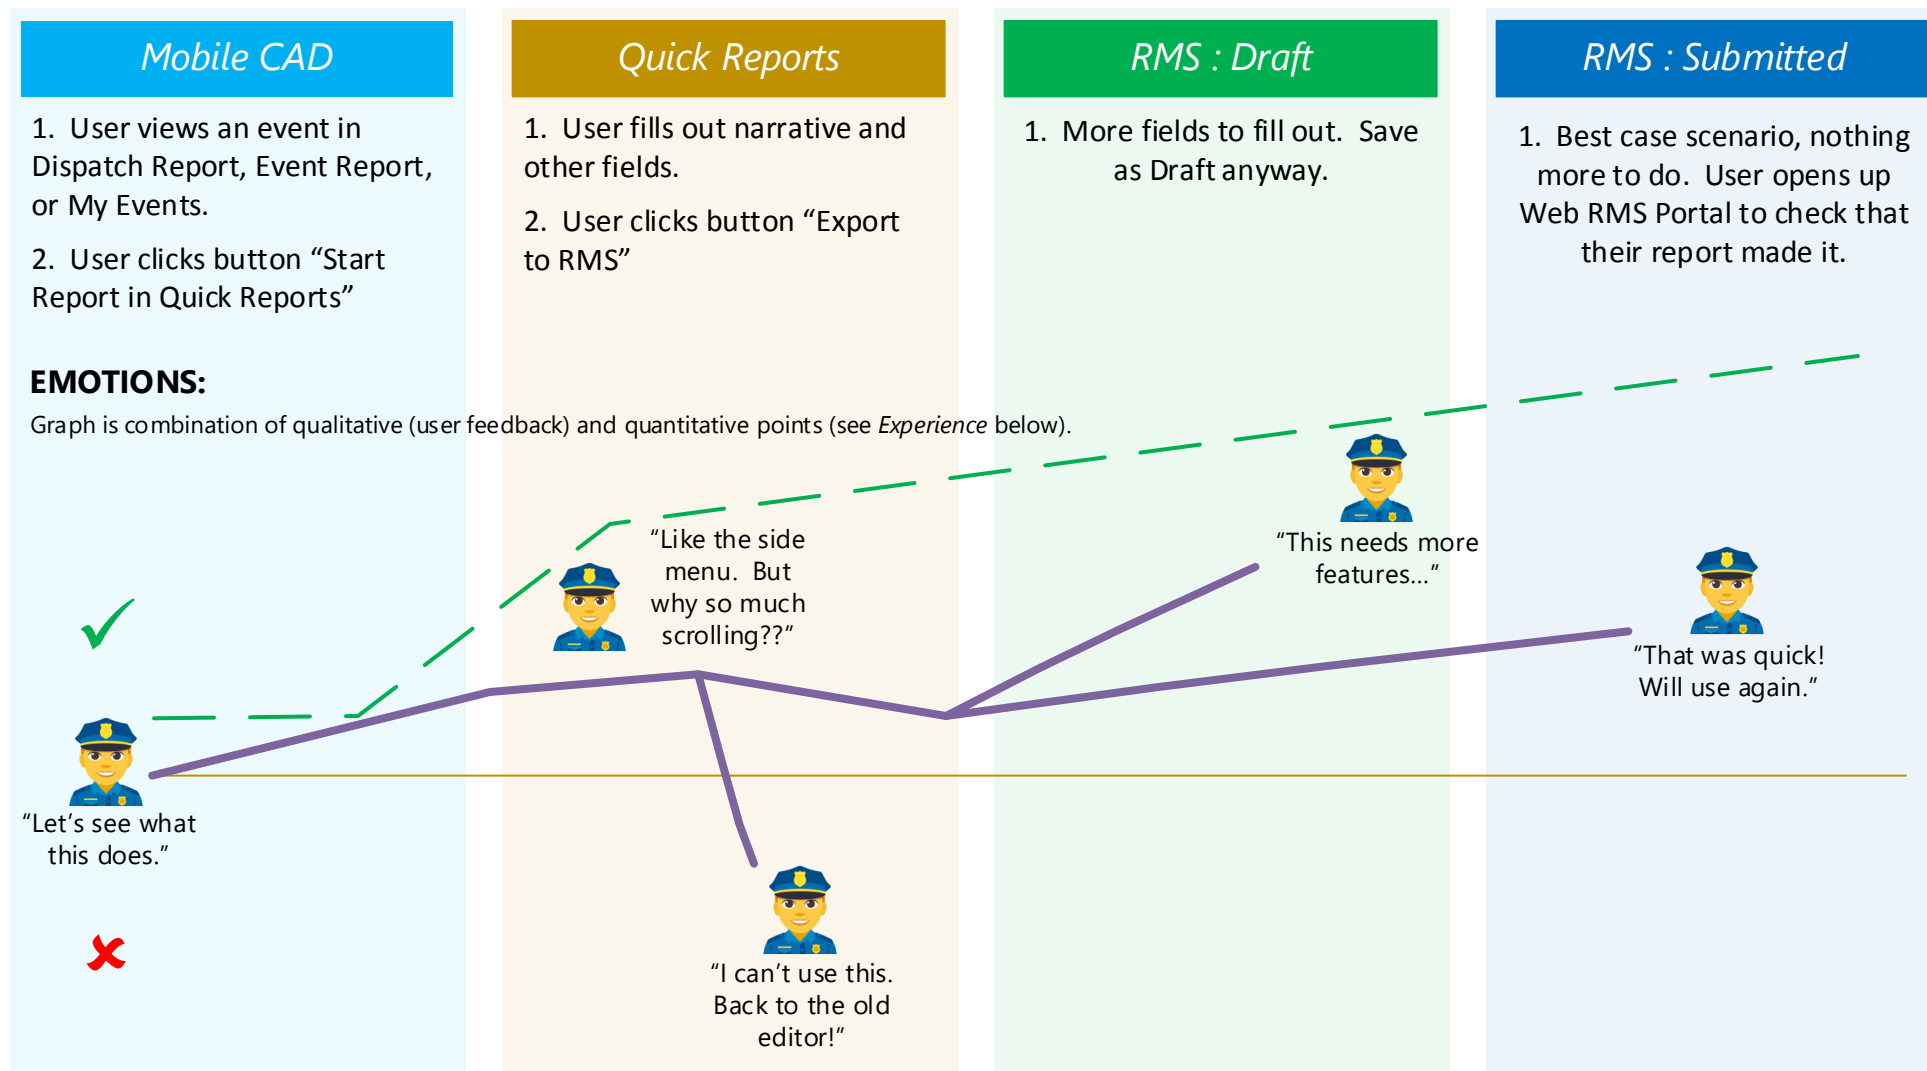 Mobile CAD
1. User views an event in
Dispatch Report, Event Report,
or My Events.
2. User clicks button “Start
Report in Quick Reports”
Quick Reports
1. User fills out narrative and
other fields.
2. User clicks button “Export
to RMS”
RMS : Draft
1. More fields to fill out. Save
as Draft anyway.
RMS : Submitted
1. Best case scenario, nothing
more to do. User opens up
Web RMS Portal to check that
their report made it.
EMOTIONS:
Graph is combination of qualitative (user feedback) and quantitative points (see Experience below).
“Let’s see what
this does.”
“Like the side
menu. But
why so much
scrolling??”
“I can’t use this.
Back to the old
editor!”
“This needs more
features...”
“That was quick!
Will use again.”